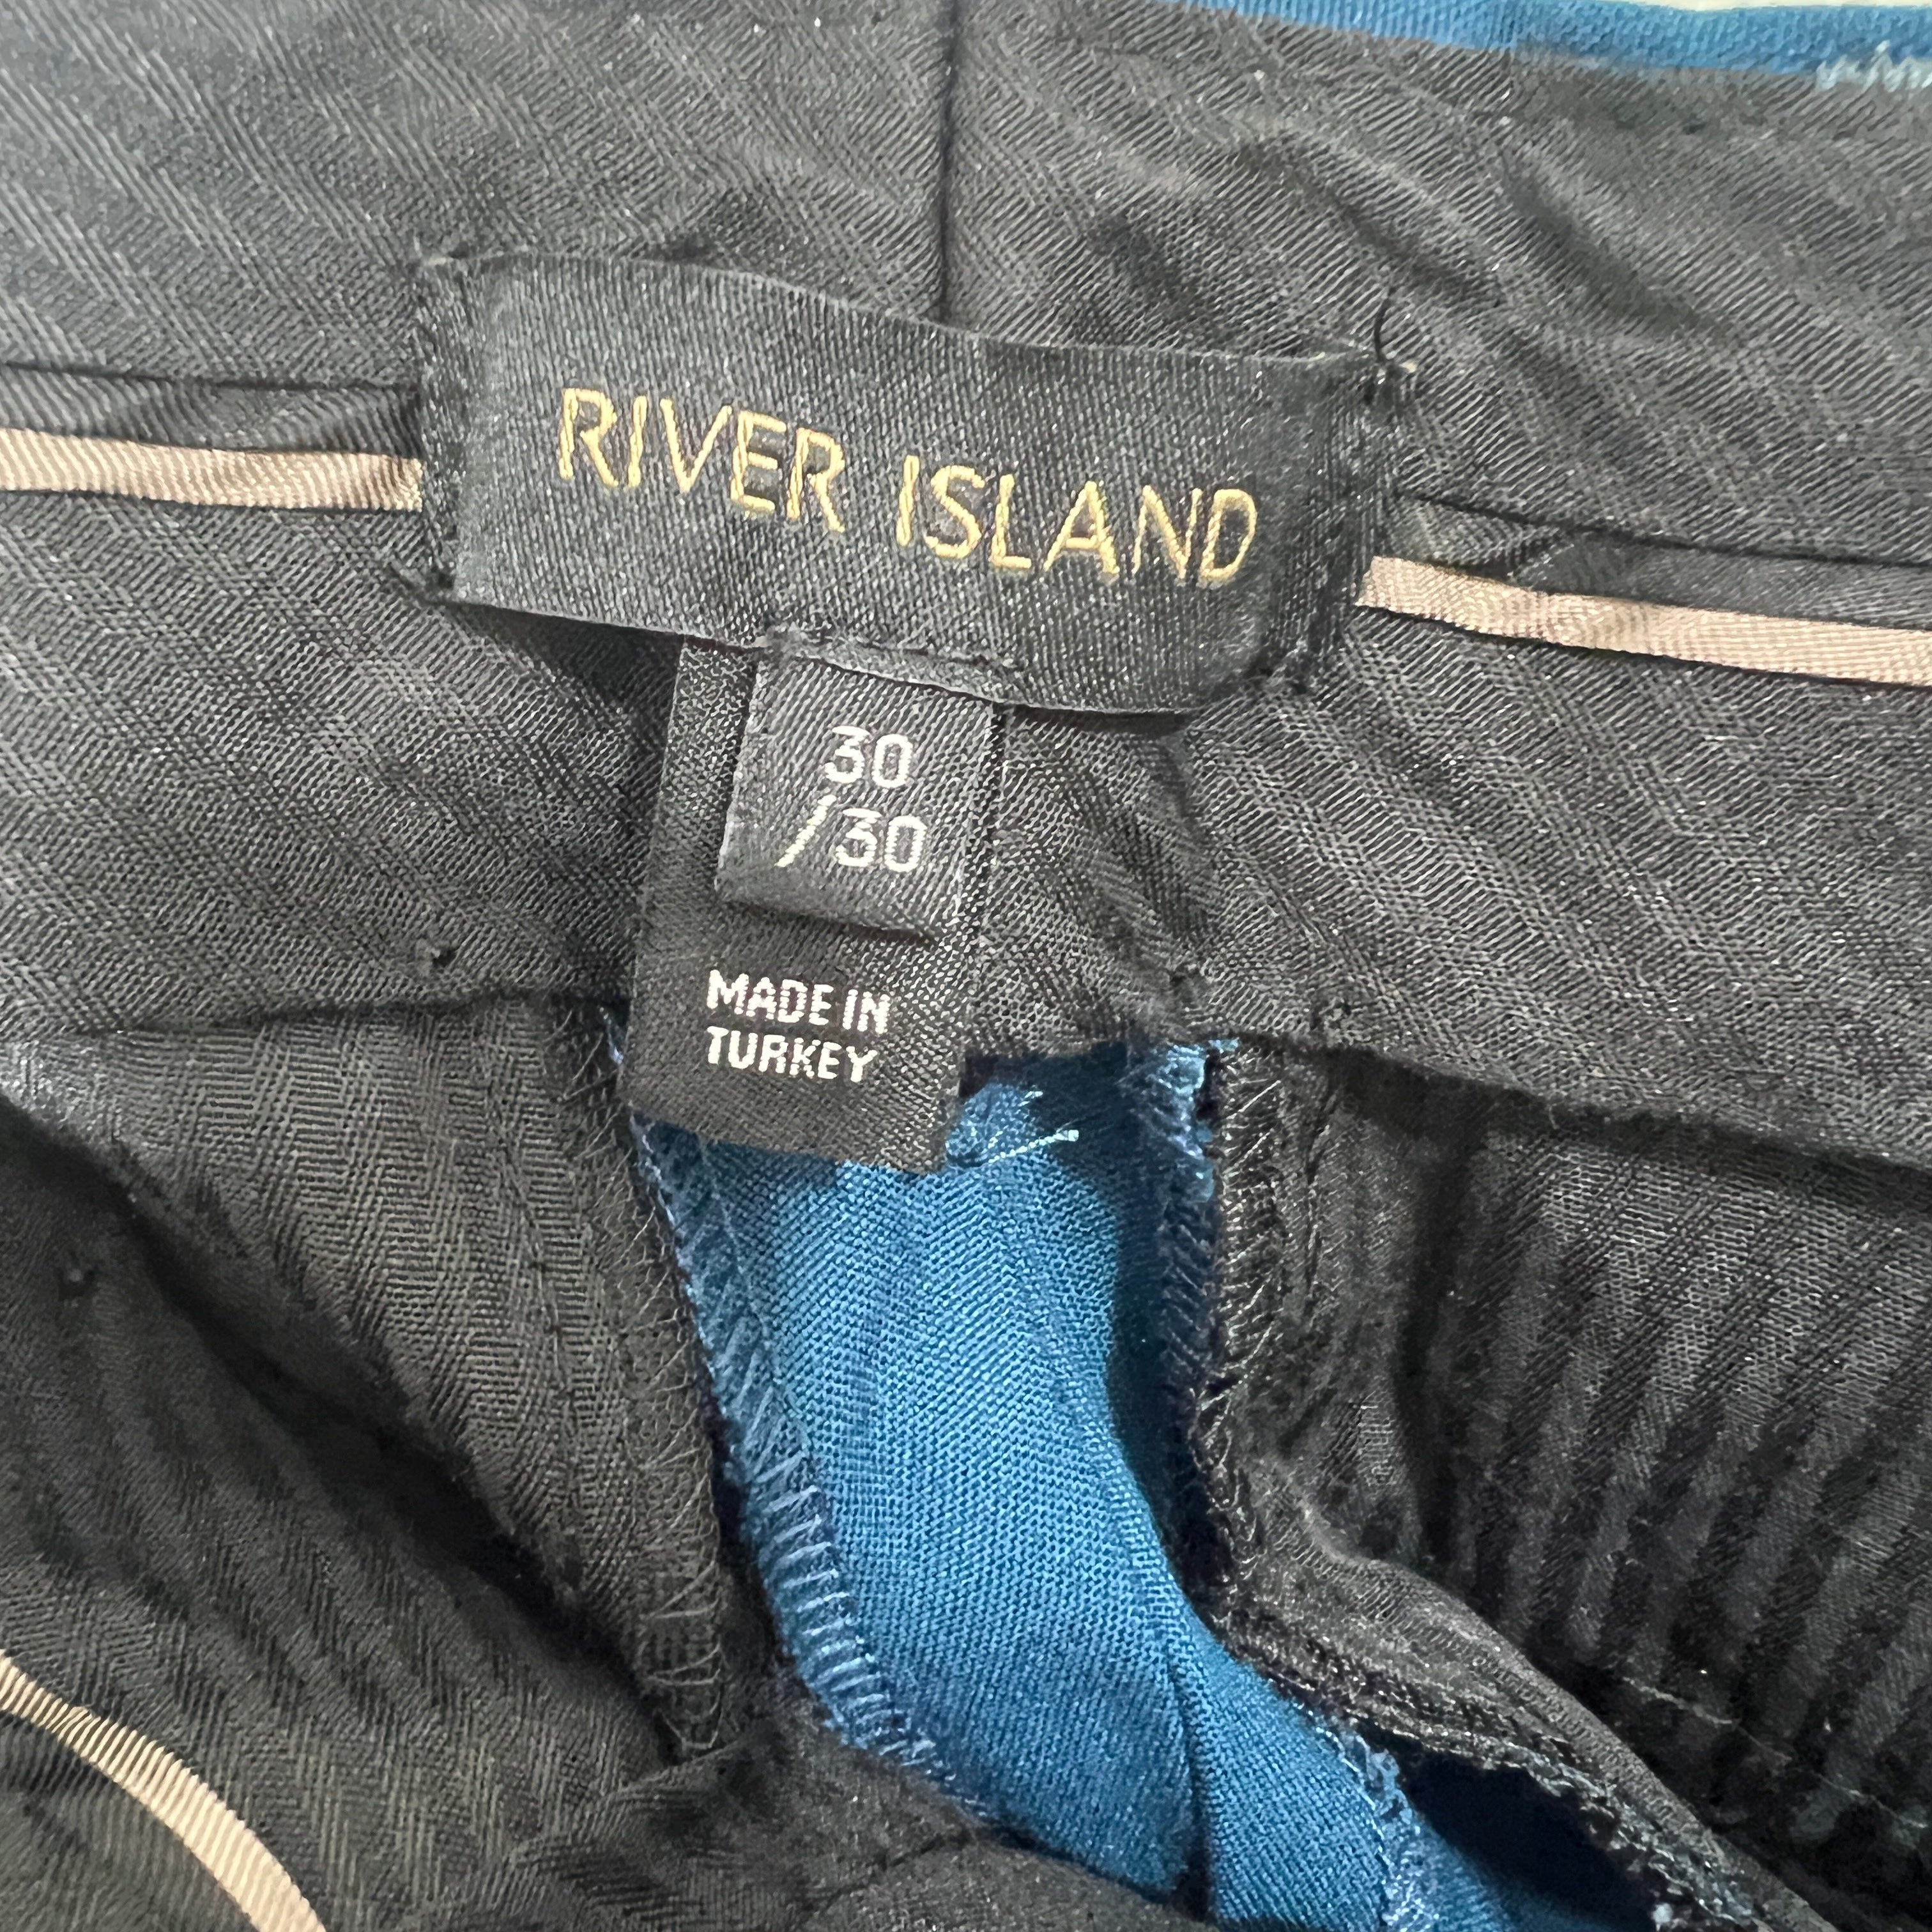 RIVER ISLAND
30
/30
MADE IN
TURKEY